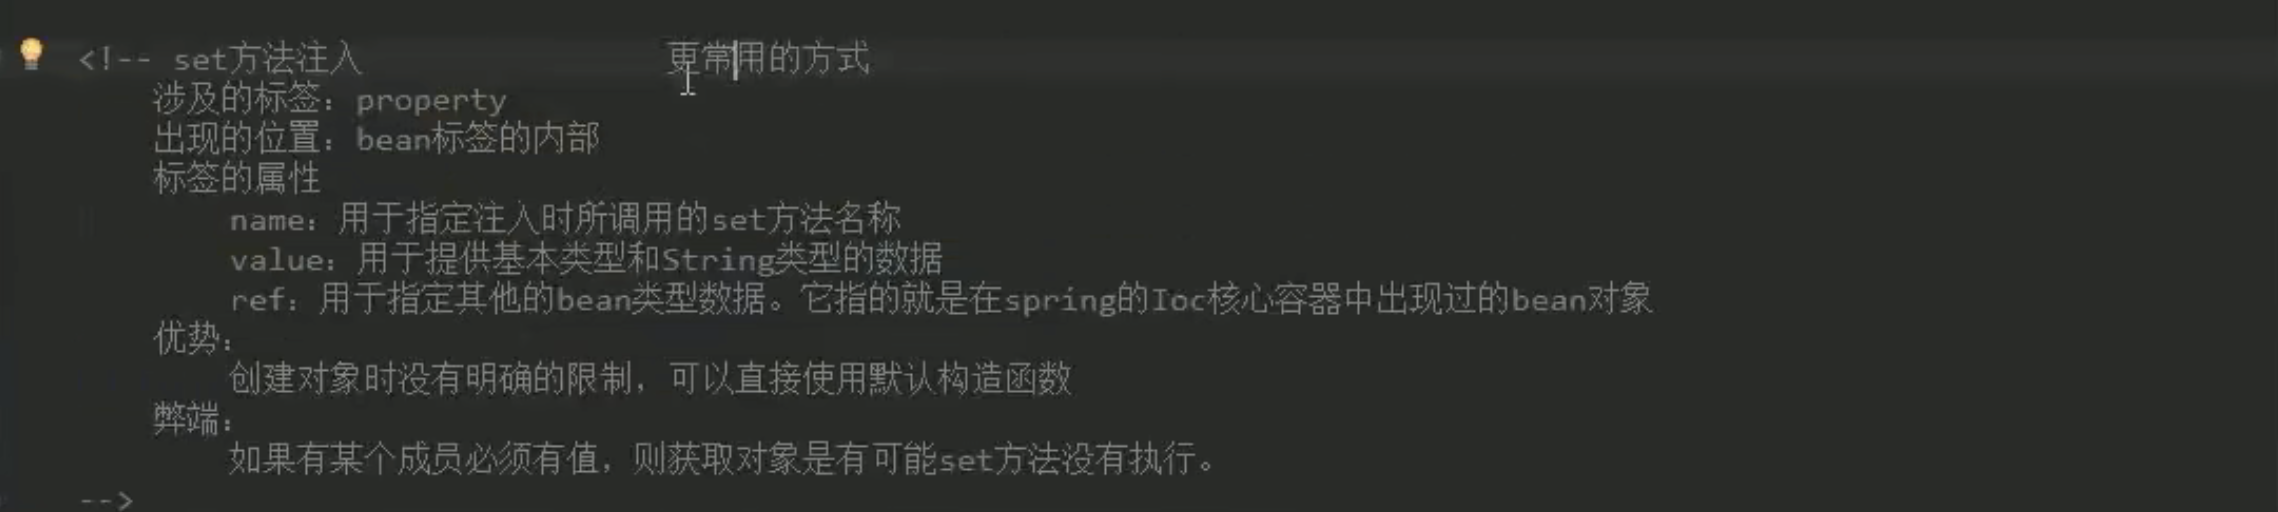 <!-- set方法注入 更常用的方式
涉及的标签：property
出现的位置：bean标签的内部
标签的属性
name：用于指定注入时所调用的set方法名称
value：用于提供基本类型和String类型的数据
ref：用于指定其他的bean类型数据。它指的就是在spring的Ioc核心容器中出现过的bean对象
优势：
创建对象时没有明确的限制，可以直接使用默认构造函数
弊端：
如果有某个成员必须有值，则获取对象是有可能set方法没有执行。
-->